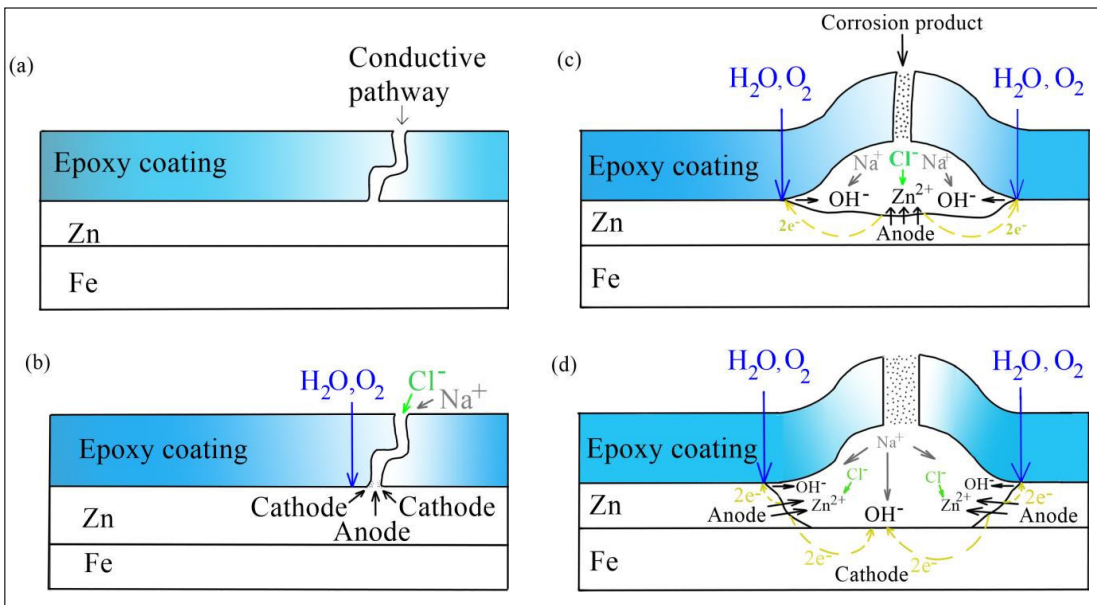 (a)
Conductive
pathway
Epoxy coating
Zn
Fe
(b)
H₂O,O₂
Cl⁻
Na⁺
Epoxy coating
Cathode
Cathode
Anode
Zn
Fe
(c)
Corrosion product
H₂O,O₂
H₂O, O₂
Epoxy coating
Na⁺
Cl⁻
Na⁺
OH⁻
Zn²⁺
OH⁻
Zn
2e⁻
Anode
2e⁻
Fe
(d)
H₂O,O₂
H₂O, O₂
Epoxy coating
Na⁺
Cl⁻
Cl⁻
OH⁻
OH⁻
Zn
2e⁻
Zn²⁺
Zn²⁺
2e⁻
Anode
OH⁻
Anode
Fe
2e⁻
Cathode
2e⁻